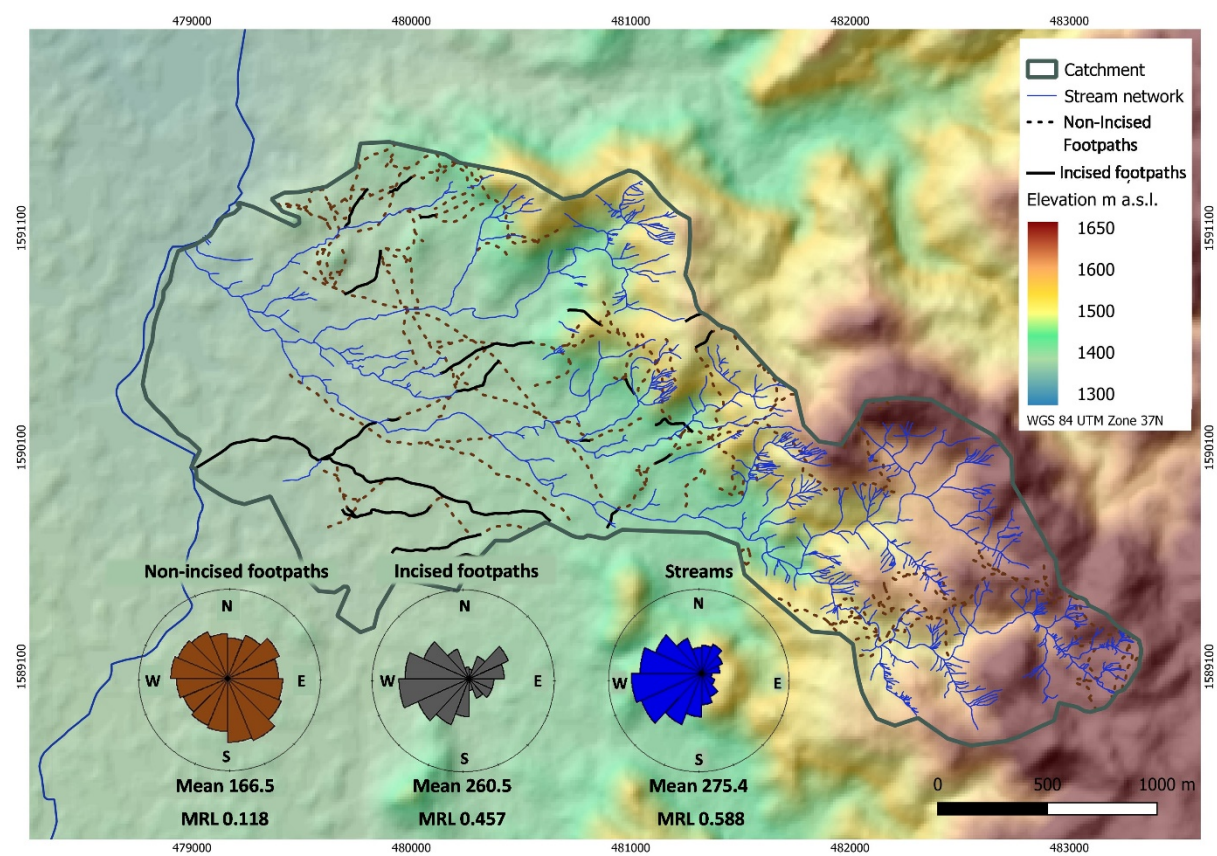 479000 480000 481000 482000 483000
Catchment
Stream network
Non-Incised
Footpaths
Incised footpaths
Elevation m a.s.l.
1650
1600
1500
1400
1300
WGS 84 UTM Zone 37N
1591100 1591100
1590100 1590100
1589100 1589100
Non-incised footpaths Incised footpaths Streams
N N N
W E W E W E
S S S
Mean 166.5 Mean 260.5 Mean 275.4
MRL 0.118 MRL 0.457 MRL 0.588
0 500 1000 m
479000 480000 481000 482000 483000